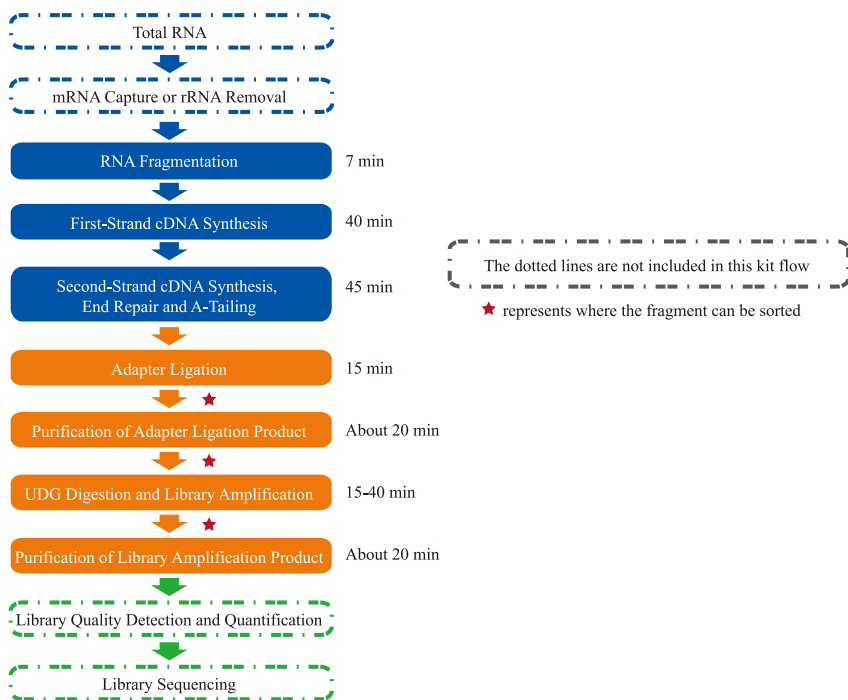 Total RNA
mRNA Capture or rRNA Removal
RNA Fragmentation
7 min
First-Strand cDNA Synthesis
40 min
Second-Strand cDNA Synthesis,
End Repair and A-Tailing
45 min
The dotted lines are not included in this kit flow
represents where the fragment can be sorted
Adapter Ligation
15 min
Purification of Adapter Ligation Product
About 20 min
UDG Digestion and Library Amplification
15-40 min
Purification of Library Amplification Product
About 20 min
Library Quality Detection and Quantification
Library Sequencing